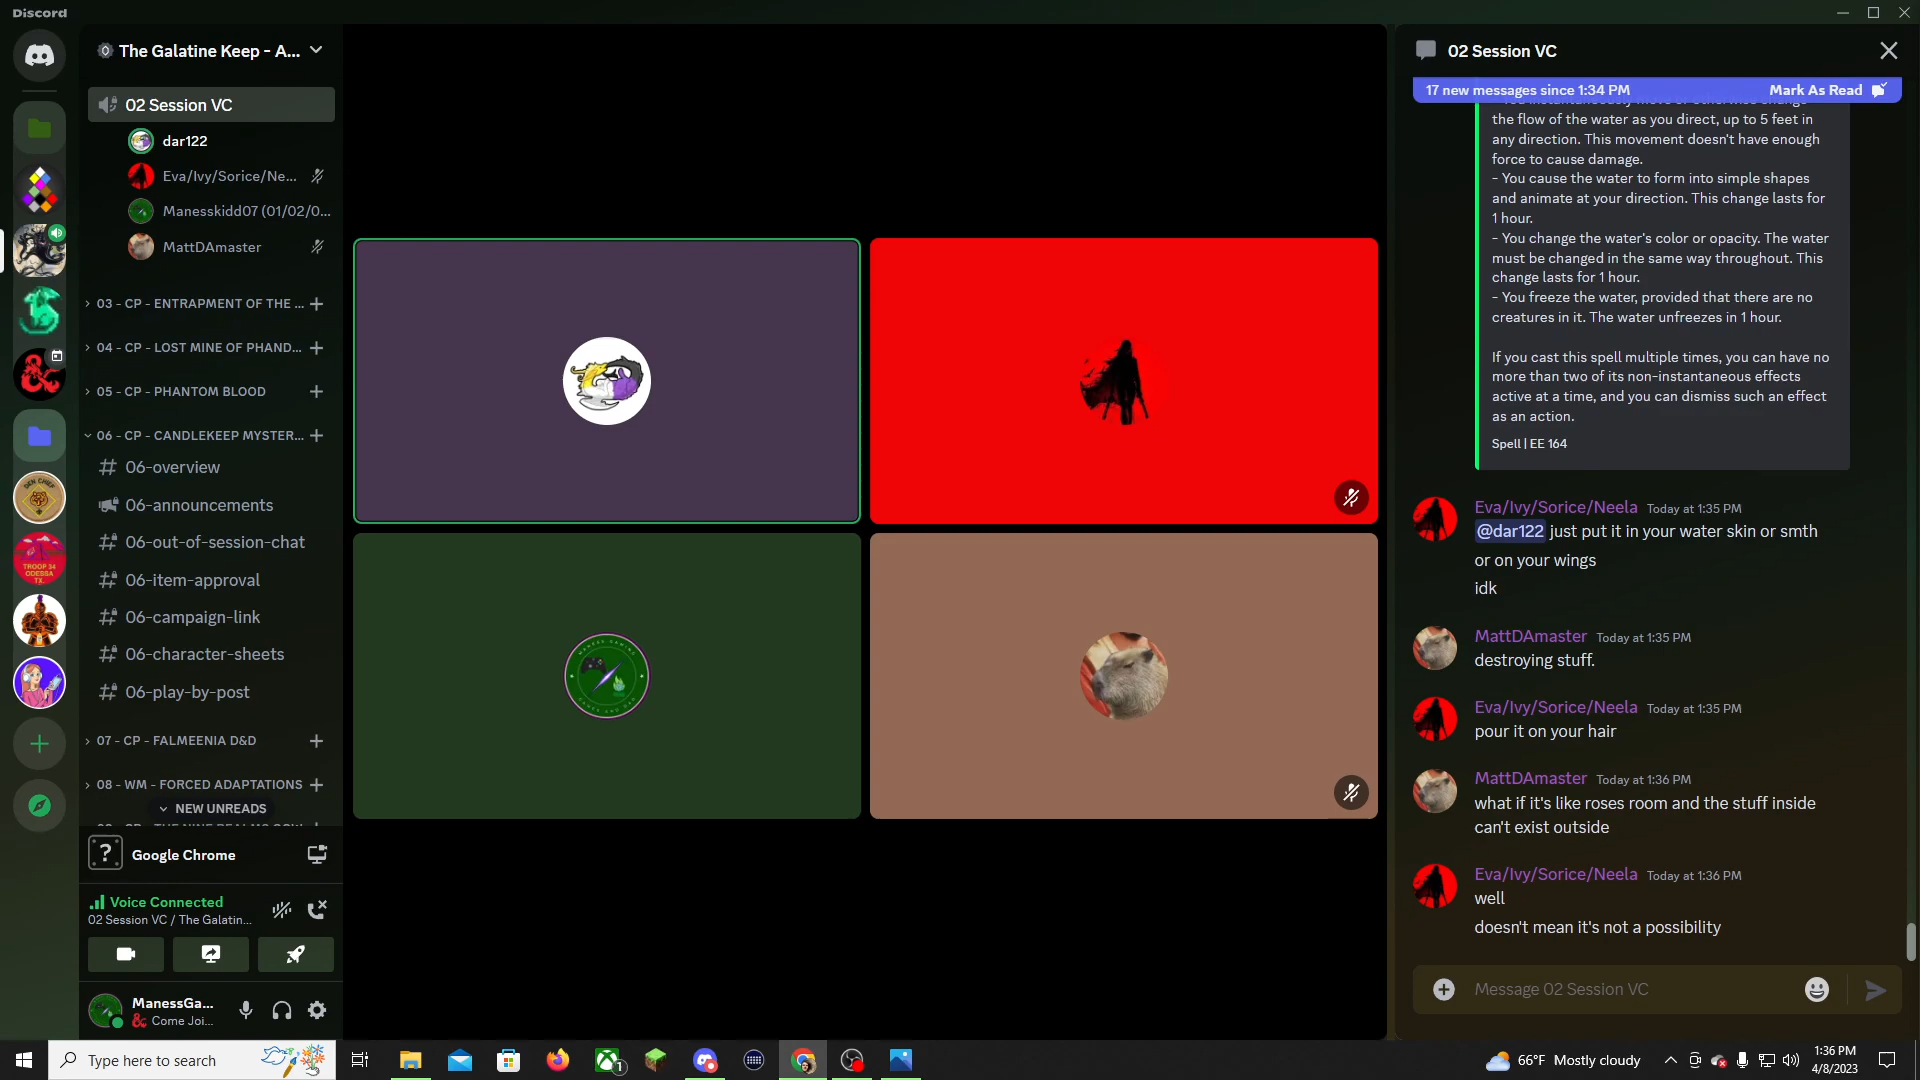 Discord
The Galatine Keep - A...
02 Session VC
dar122
Eva/Ivy/Sorice/Ne...
Manesskidd07 (01/02/0...
MattDAmaster
03 - CP - ENTRAPMENT OF THE ...
04 - CP - LOST MINE OF PHAND...
05 - CP - PHANTOM BLOOD
06 - CP - CANDLEKEEP MYSTER...
06-overview
06-announcements
06-out-of-session-chat
06-item-approval
06-campaign-link
06-character-sheets
06-play-by-post
07 - CP - FALMEENIA D&D
08 - WM - FORCED ADAPTATIONS
NEW UNREADS
Google Chrome
Voice Connected
02 Session VC / The Galatin...
ManessGa...
Come Joi...
DEN CHIEF
TROOP 34
ODESSA
TX.
MANESS GAMING
02 Session VC
17 new messages since 1:34 PM
Mark As Read
- You instantaneously move or otherwise change
the flow of the water as you direct, up to 5 feet in
any direction. This movement doesn't have enough
force to cause damage.
- You cause the water to form into simple shapes
and animate at your direction. This change lasts for
1 hour.
- You change the water's color or opacity. The water
must be changed in the same way throughout. This
change lasts for 1 hour.
- You freeze the water, provided that there are no
creatures in it. The water unfreezes in 1 hour.
If you cast this spell multiple times, you can have no
more than two of its non-instantaneous effects
active at a time, and you can dismiss such an effect
as an action.
Spell | EE 164
Eva/Ivy/Sorice/Neela Today at 1:35 PM
@dar122 just put it in your water skin or smth
or on your wings
idk
MattDAmaster Today at 1:35 PM
destroying stuff.
Eva/Ivy/Sorice/Neela Today at 1:35 PM
pour it on your hair
MattDAmaster Today at 1:36 PM
what if it's like roses room and the stuff inside
can't exist outside
Eva/Ivy/Sorice/Neela Today at 1:36 PM
well
doesn't mean it's not a possibility
Message 02 Session VC
Type here to search
1
66°F Mostly cloudy
1:36 PM
4/8/2023